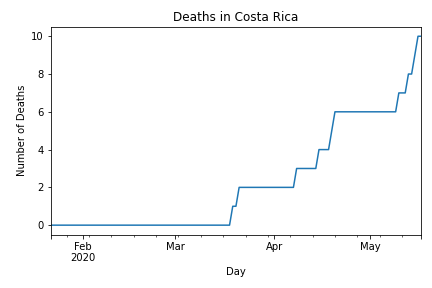 Deaths in Costa Rica
Number of Deaths
10
8
6
4
2
0
Feb
2020
Mar
Apr
May
Day